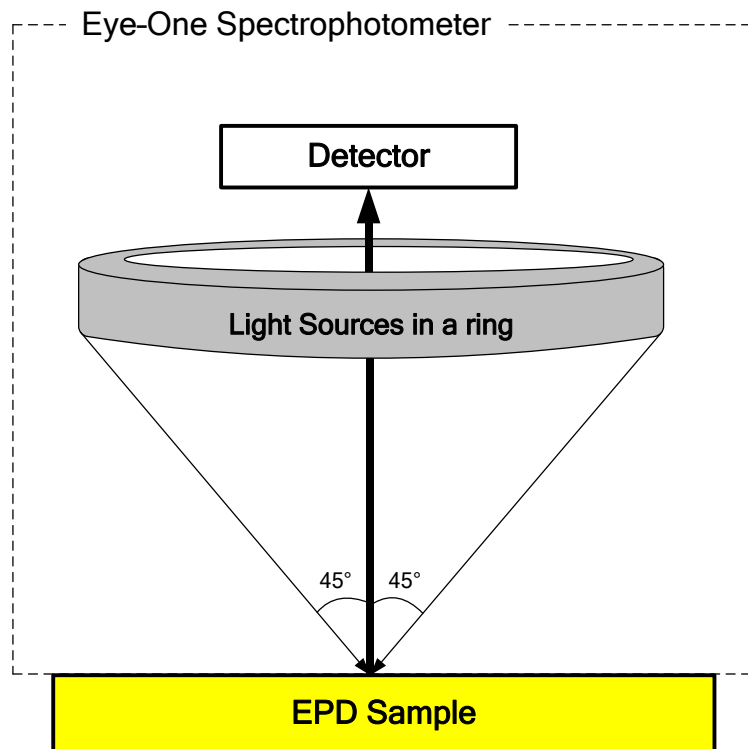 Eye-One Spectrophotometer
Detector
Light Sources in a ring
45° 45°
EPD Sample